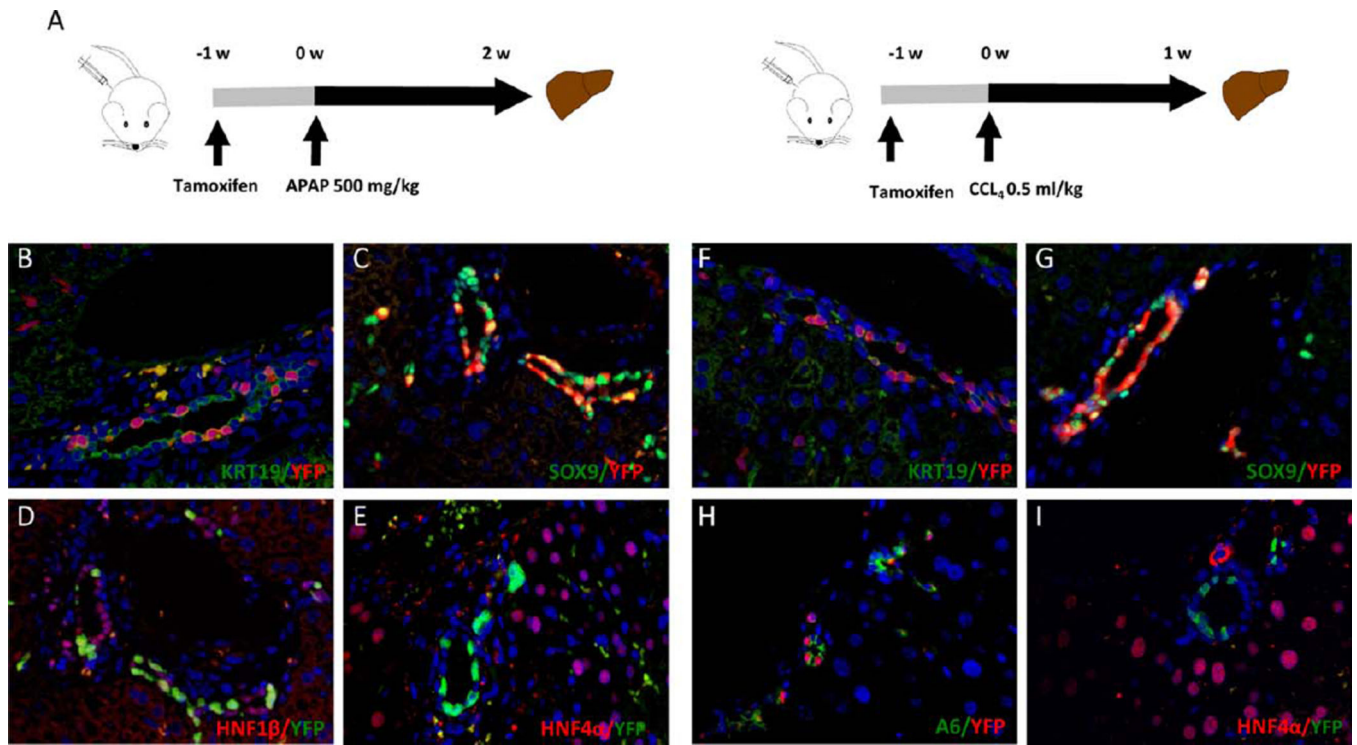 A
-1 w 0 w 2 w
Tamoxifen APAP 500 mg/kg
-1 w 0 w 1 w
Tamoxifen CCL₄ 0.5 ml/kg
B
KRT19/YFP
C
SOX9/YFP
F
KRT19/YFP
G
SOX9/YFP
D
HNF1β/YFP
E
HNF4α/YFP
H
A6/YFP
I
HNF4α/YFP